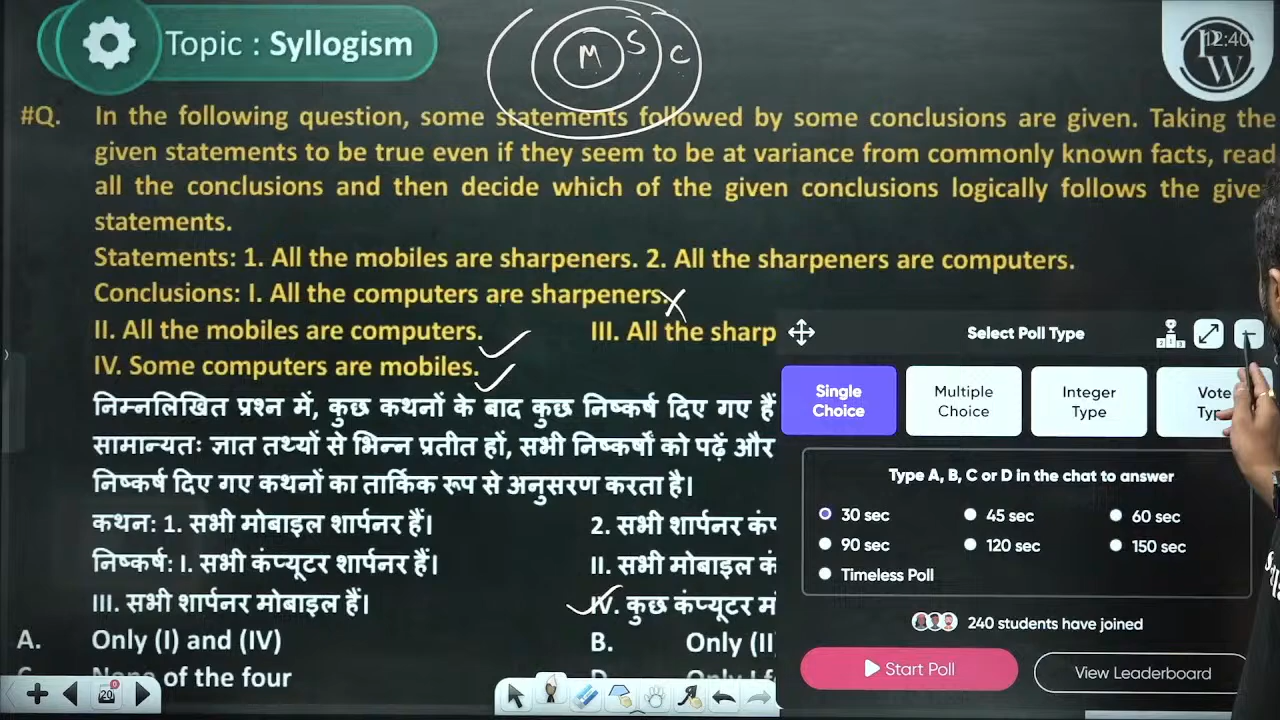 Topic : Syllogism
M S C
12:40
PW
#Q. In the following question, some statements followed by some conclusions are given. Taking the
given statements to be true even if they seem to be at variance from commonly known facts, read
all the conclusions and then decide which of the given conclusions logically follows the give
statements.
Statements: 1. All the mobiles are sharpeners. 2. All the sharpeners are computers.
Conclusions: I. All the computers are sharpeners.
II. All the mobiles are computers. III. All the sharp
IV. Some computers are mobiles.
निम्नलिखित प्रश्न में, कुछ कथनों के बाद कुछ निष्कर्ष दिए गए हैं
सामान्यतः ज्ञात तथ्यों से भिन्न प्रतीत हों, सभी निष्कर्षों को पढ़ें और
निष्कर्ष दिए गए कथनों का तार्किक रूप से अनुसरण करता है।
कथन: 1. सभी मोबाइल शार्पनर हैं। 2. सभी शार्पनर कंप
निष्कर्ष: I. सभी कंप्यूटर शार्पनर हैं। II. सभी मोबाइल कं
III. सभी शार्पनर मोबाइल हैं। IV. कुछ कंप्यूटर मो
A. Only (I) and (IV) B. Only (II
None of the four D. Only I f
20
Select Poll Type
Single Choice
Multiple Choice
Integer Type
Vote Typ
Type A, B, C or D in the chat to answer
30 sec 45 sec 60 sec
90 sec 120 sec 150 sec
Timeless Poll
240 students have joined
Start Poll
View Leaderboard